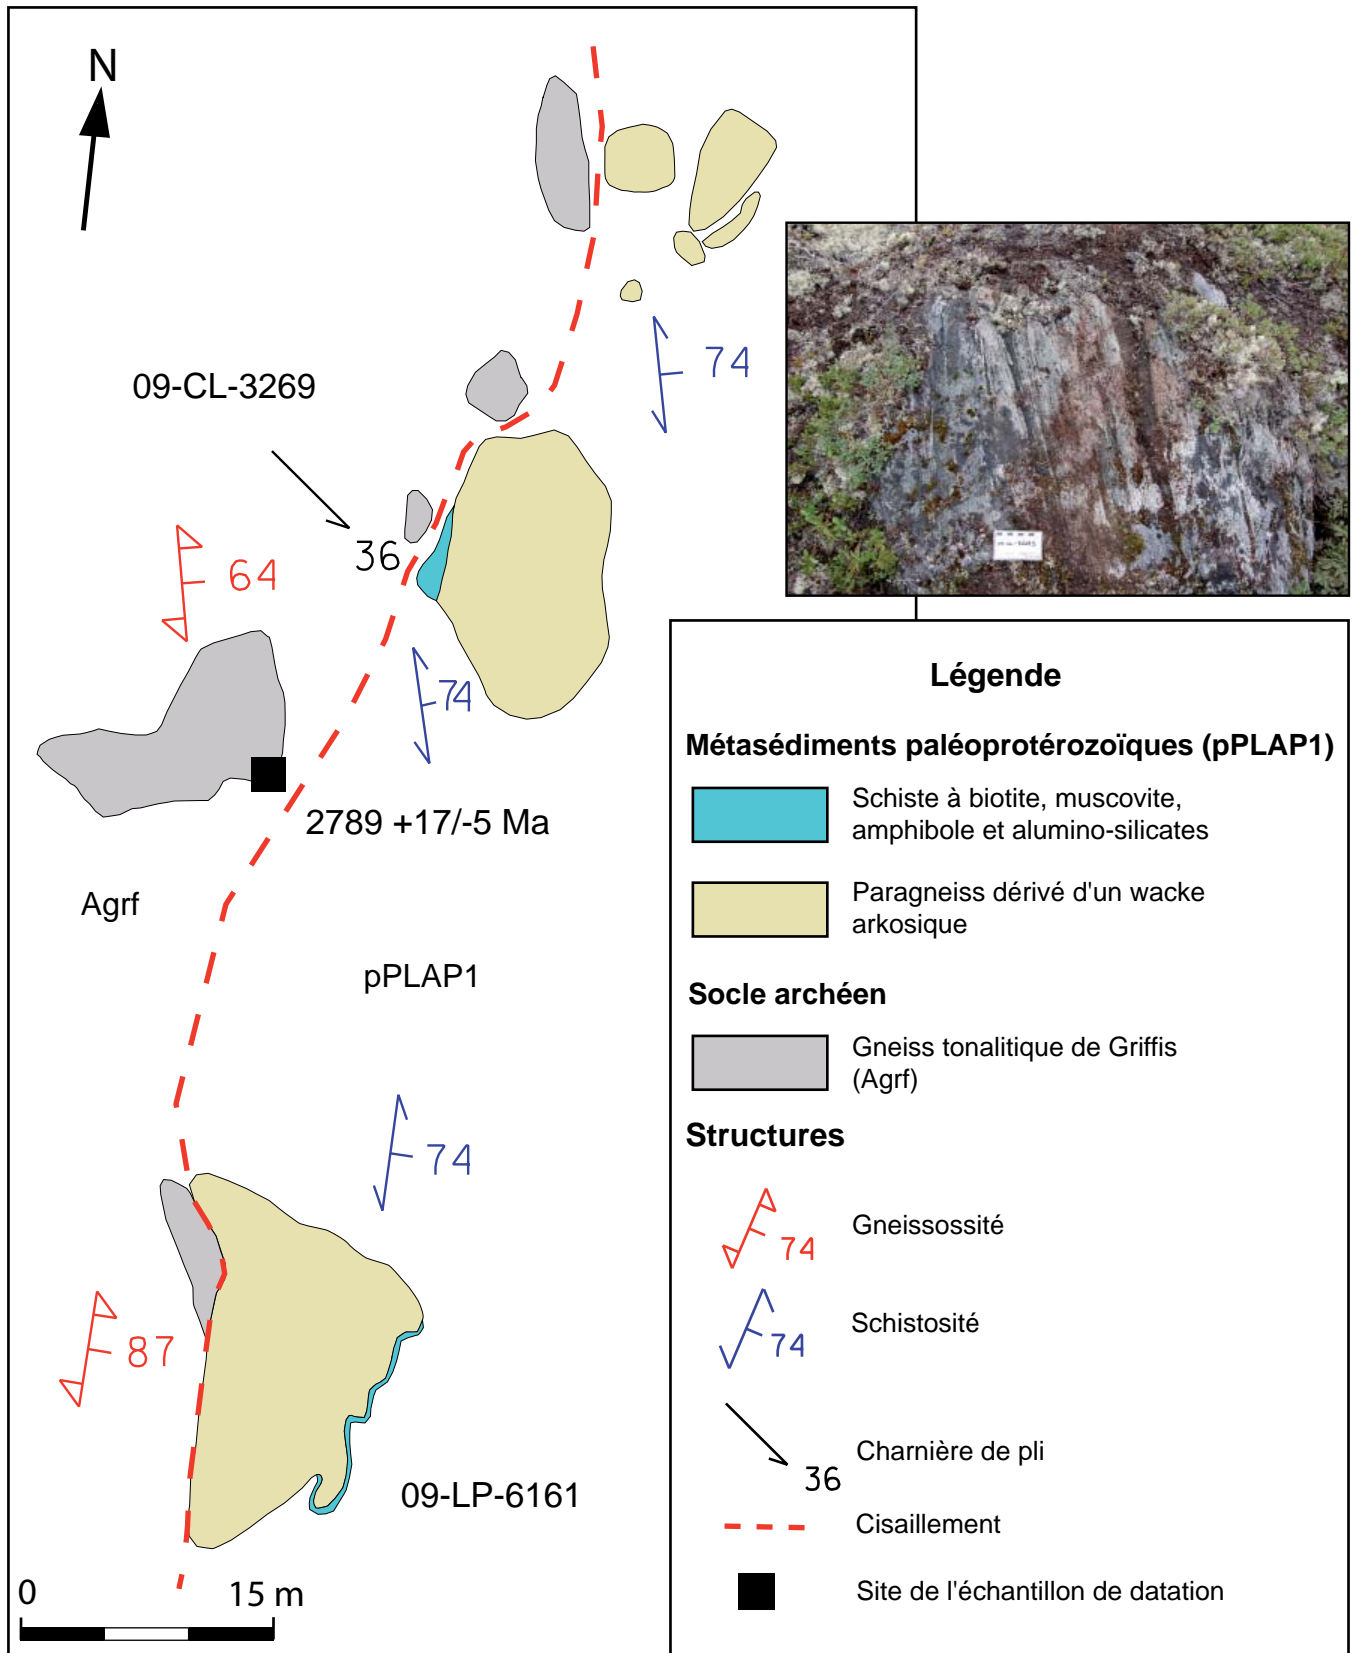 N
09-CL-3269
74
36
64
74
2789 +17/-5 Ma
Agrf
pPLAP1
74
87
09-LP-6161
0 15 m
Légende
Métasédiments paléoprotérozoïques (pPLAP1)
Schiste à biotite, muscovite,
amphibole et alumino-silicates
Paragneiss dérivé d'un wacke
arkosique
Socle archéen
Gneiss tonalitique de Griffis
(Agrf)
Structures
74
Gneissossité
74
Schistosité
36
Charnière de pli
Cisaillement
Site de l'échantillon de datation